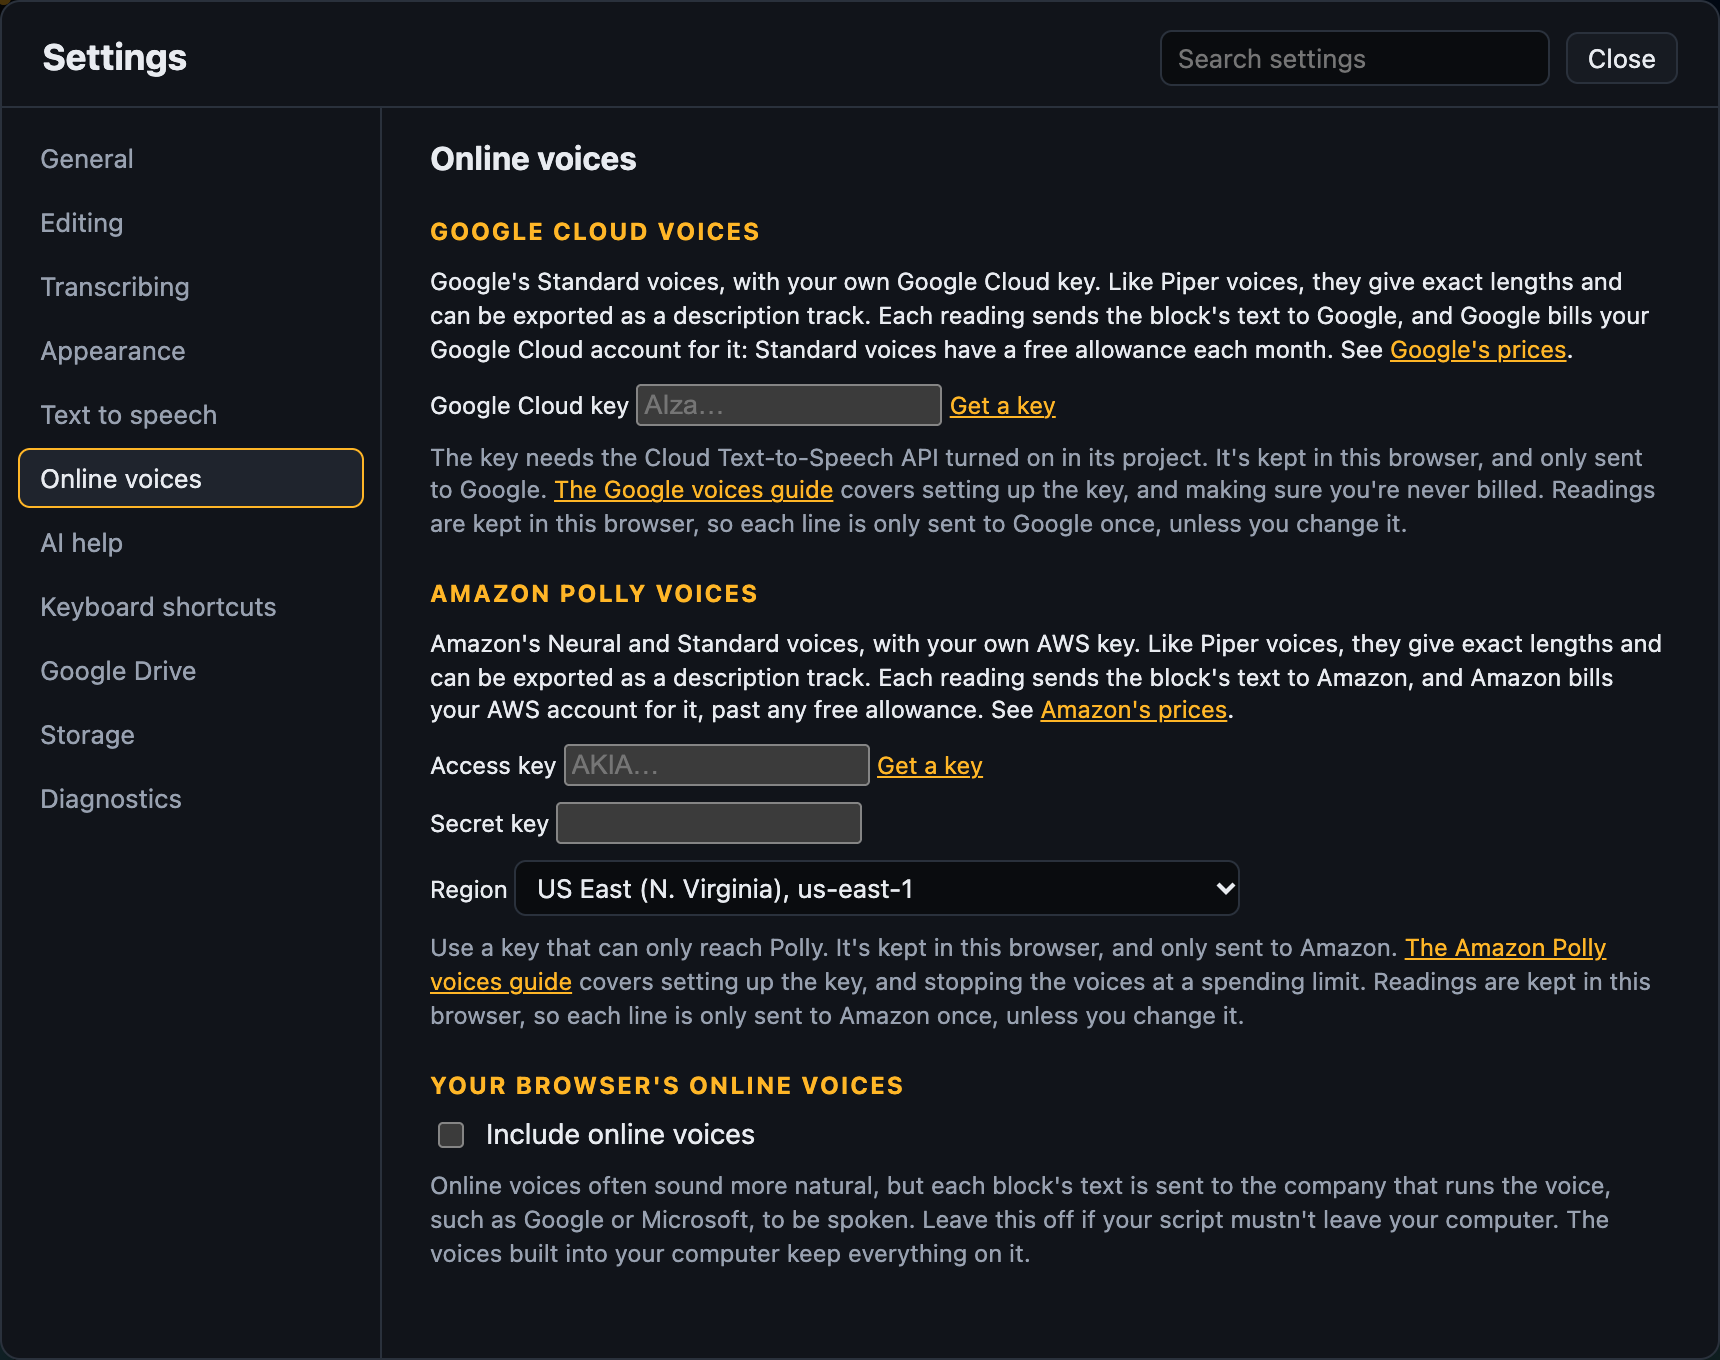 Settings
Search settings
Close
General
Editing
Transcribing
Appearance
Text to speech
Online voices
AI help
Keyboard shortcuts
Google Drive
Storage
Diagnostics
Online voices
GOOGLE CLOUD VOICES
Google's Standard voices, with your own Google Cloud key. Like Piper voices, they give exact lengths and
can be exported as a description track. Each reading sends the block's text to Google, and Google bills your
Google Cloud account for it: Standard voices have a free allowance each month. See Google's prices.
Google Cloud key AIza… Get a key
The key needs the Cloud Text-to-Speech API turned on in its project. It's kept in this browser, and only sent
to Google. The Google voices guide covers setting up the key, and making sure you're never billed. Readings
are kept in this browser, so each line is only sent to Google once, unless you change it.
AMAZON POLLY VOICES
Amazon's Neural and Standard voices, with your own AWS key. Like Piper voices, they give exact lengths and
can be exported as a description track. Each reading sends the block's text to Amazon, and Amazon bills
your AWS account for it, past any free allowance. See Amazon's prices.
Access key AKIA… Get a key
Secret key
Region US East (N. Virginia), us-east-1
Use a key that can only reach Polly. It's kept in this browser, and only sent to Amazon. The Amazon Polly
voices guide covers setting up the key, and stopping the voices at a spending limit. Readings are kept in this
browser, so each line is only sent to Amazon once, unless you change it.
YOUR BROWSER'S ONLINE VOICES
Include online voices
Online voices often sound more natural, but each block's text is sent to the company that runs the voice,
such as Google or Microsoft, to be spoken. Leave this off if your script mustn't leave your computer. The
voices built into your computer keep everything on it.